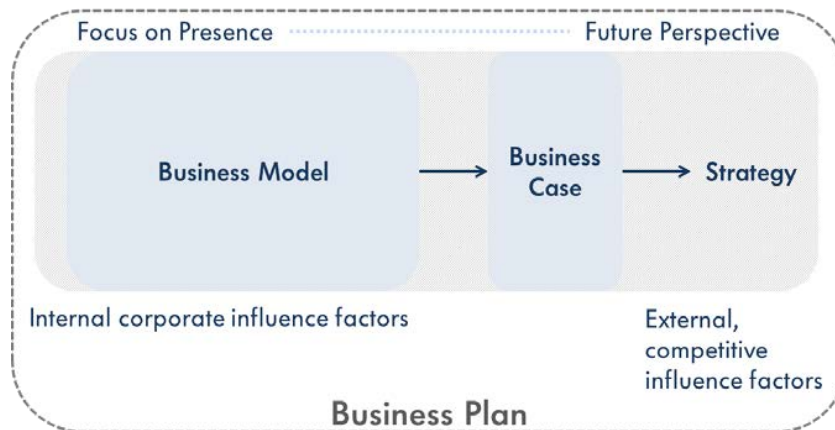 Focus on Presence
Future Perspective
Business Model
Business
Case
Strategy
Internal corporate influence factors
External,
competitive
influence factors
Business Plan